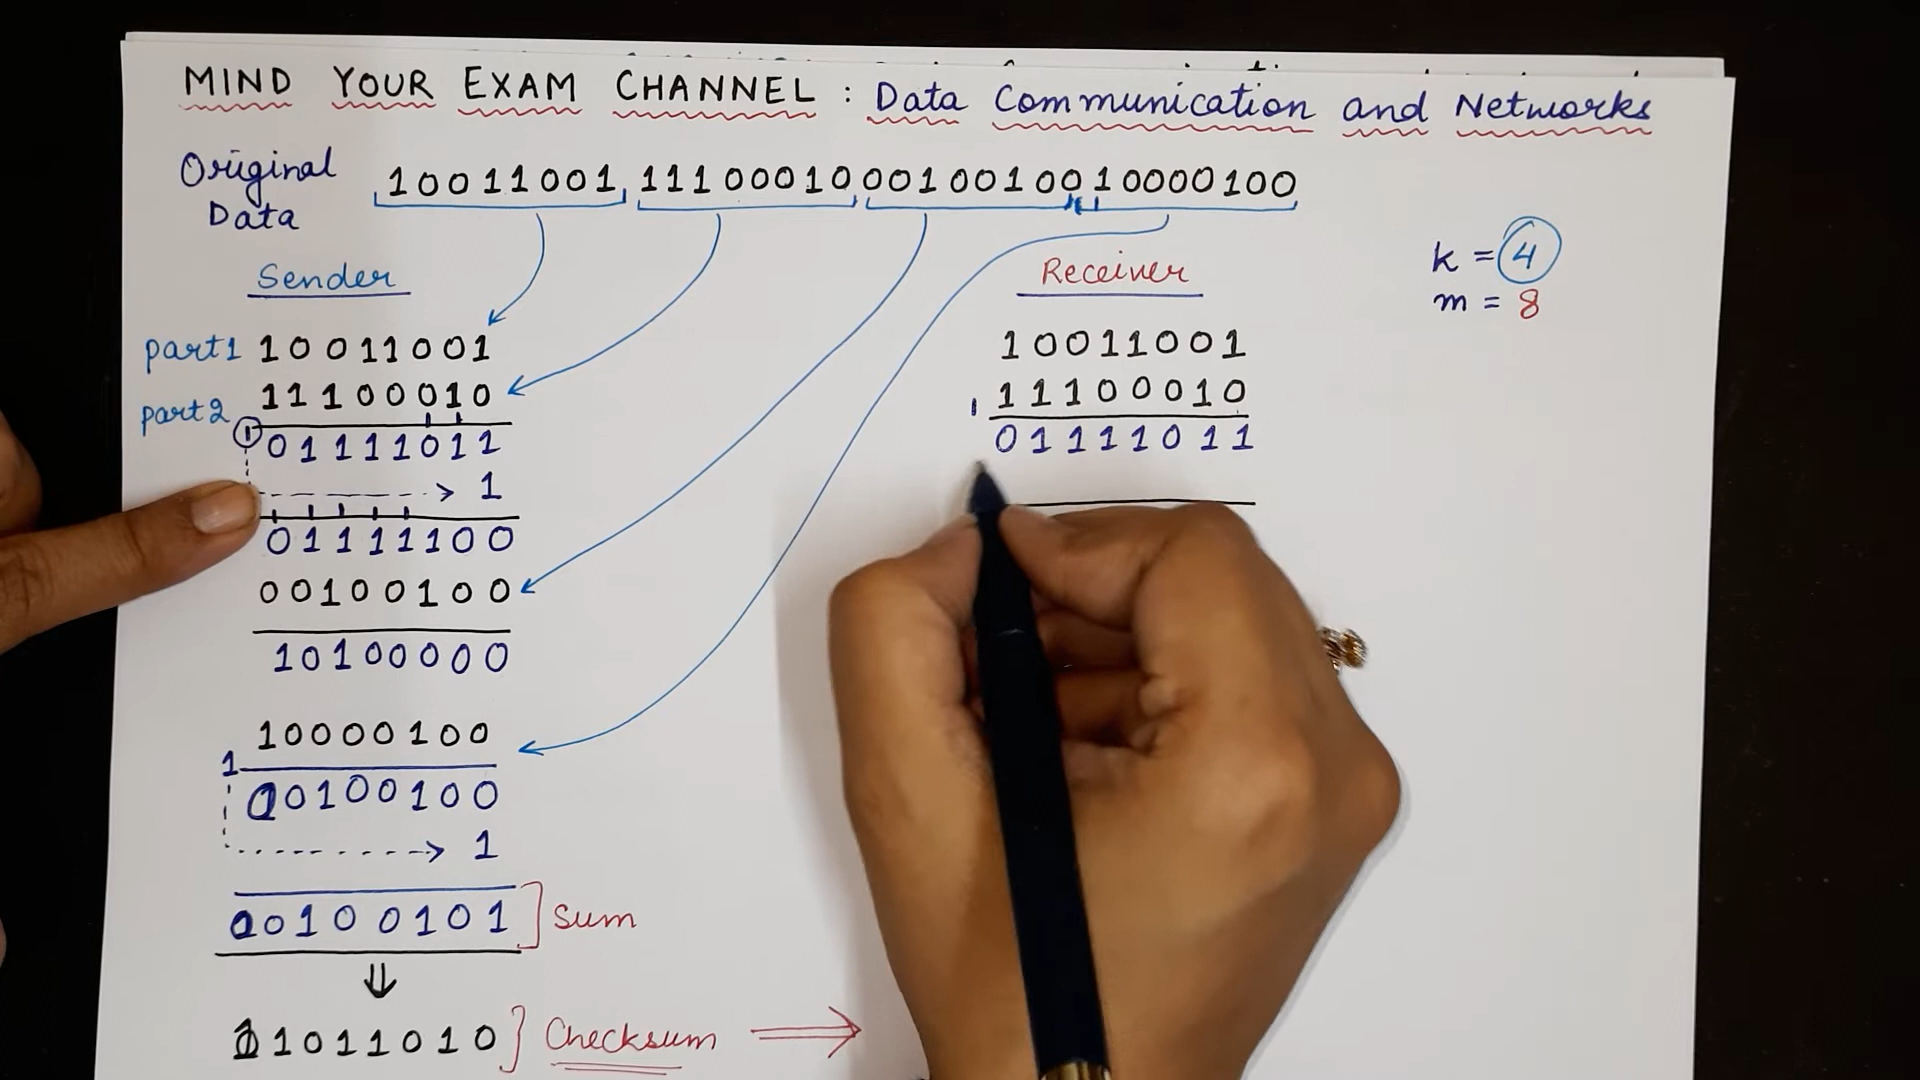 MIND YOUR EXAM CHANNEL : Data Communication and Networks
Original Data
10011001 11100010 00100100 10000100
k = 4
m = 8
Sender
part1 10011001
part2 11100010
1 01111011
1
01111100
00100100
10100000
10000100
1
00100100
1
00100101 Sum
11011010 Checksum
Receiver
10011001
11100010
1
01111011